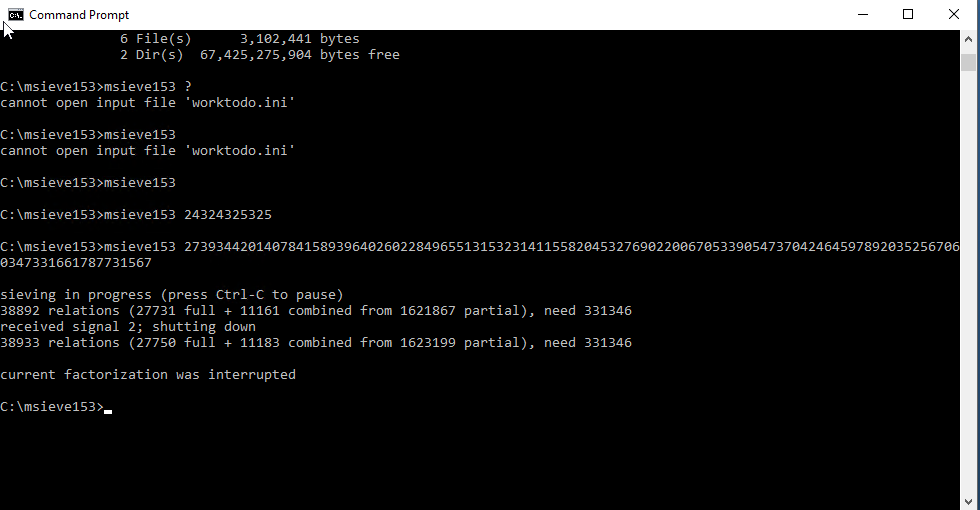 Command Prompt
6 File(s) 3,102,441 bytes
2 Dir(s) 67,425,275,904 bytes free
C:\msieve153>msieve153 ?
cannot open input file 'worktodo.ini'
C:\msieve153>msieve153
cannot open input file 'worktodo.ini'
C:\msieve153>msieve153
C:\msieve153>msieve153 24324325325
C:\msieve153>msieve153 2739344201407841589396402602284965513153231411558204532769022006705339054737042464597892035256706
0347331661787731567
sieving in progress (press Ctrl-C to pause)
38892 relations (27731 full + 11161 combined from 1621867 partial), need 331346
received signal 2; shutting down
38933 relations (27750 full + 11183 combined from 1623199 partial), need 331346
current factorization was interrupted
C:\msieve153>